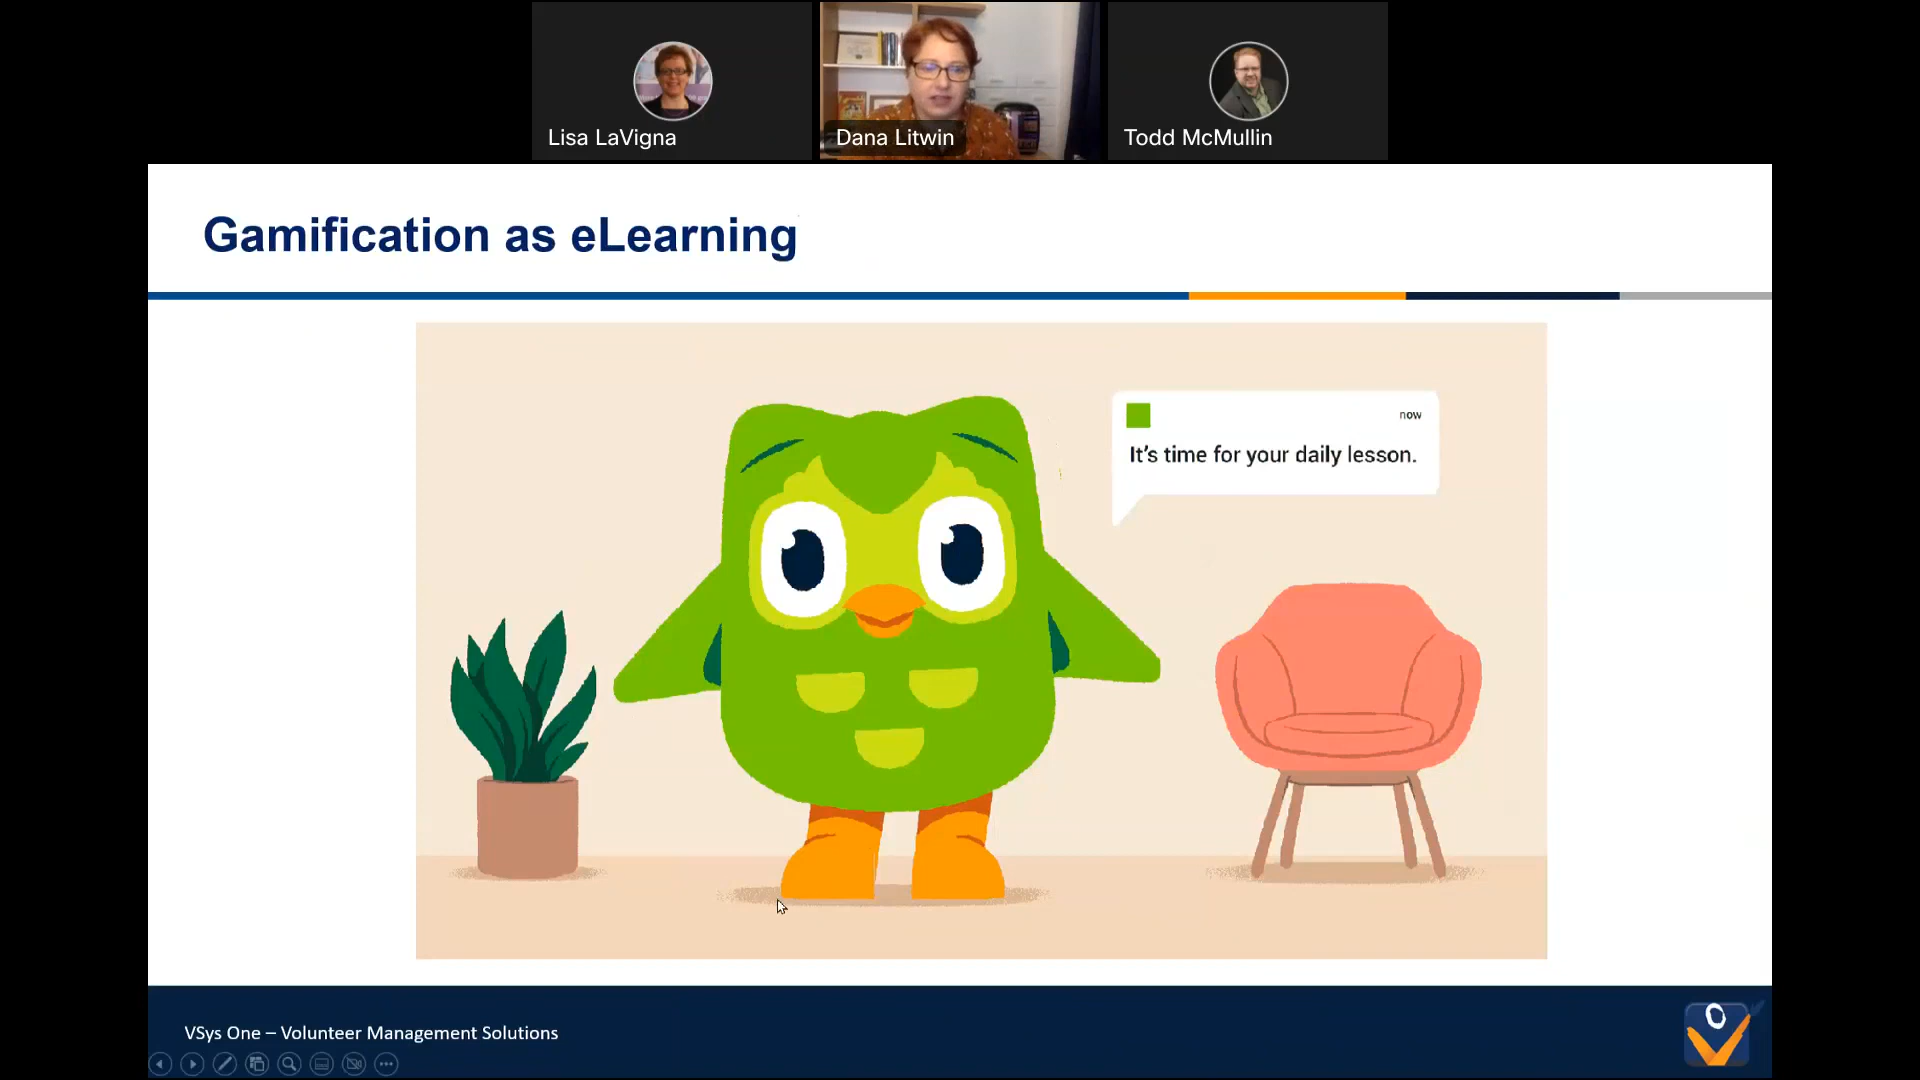 Lisa LaVigna
Dana Litwin
Todd McMullin
Gamification as eLearning
now
It's time for your daily lesson.
VSys One – Volunteer Management Solutions